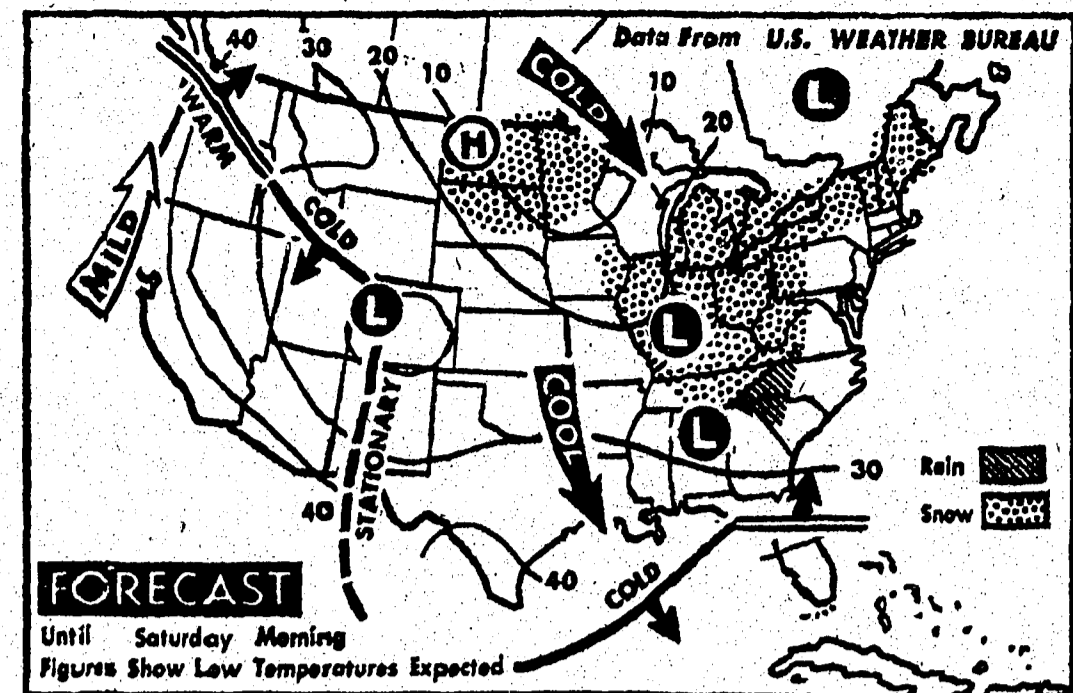 Data From U.S. WEATHER BUREAU
40
30
20
10
COLD
10
20
L
H
WARM
MILD
COLD
L
L
COOL
L
STATIONARY
30
Rain
Snow
40
40
COLD
FORECAST
Until Saturday Morning
Figures Show Low Temperatures Expected